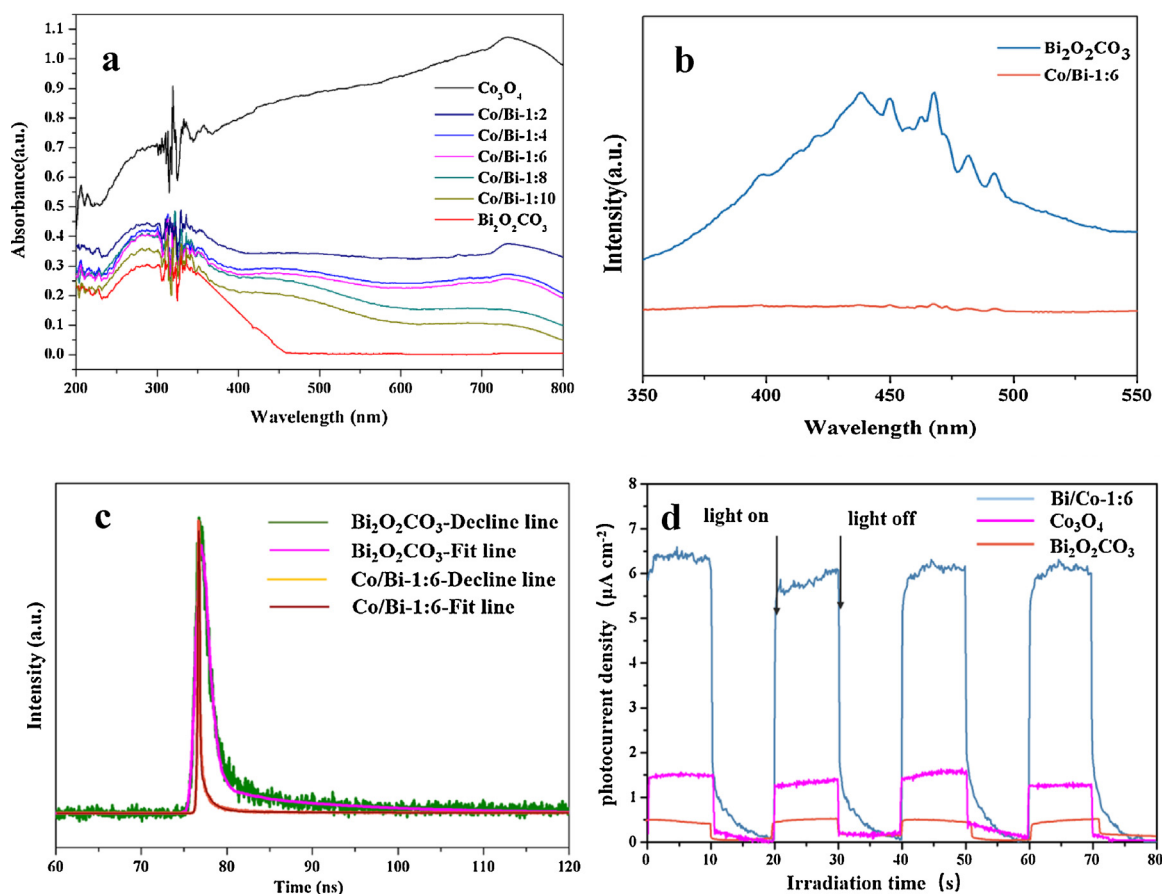 a
Absorbance(a.u.)
1.1
1.0
0.9
0.8
0.7
0.6
0.5
0.4
0.3
0.2
0.1
0.0
Co₃O₄
Co/Bi-1:2
Co/Bi-1:4
Co/Bi-1:6
Co/Bi-1:8
Co/Bi-1:10
Bi₂O₂CO₃
200 300 400 500 600 700 800
Wavelength (nm)
b
Intensity(a.u.)
Bi₂O₂CO₃
Co/Bi-1:6
350 400 450 500 550
Wavelength (nm)
c
Intensity (a.u.)
Bi₂O₂CO₃-Decline line
Bi₂O₂CO₃-Fit line
Co/Bi-1:6-Decline line
Co/Bi-1:6-Fit line
60 70 80 90 100 110 120
Time (ns)
d
photocurrent density (μA cm⁻²)
8
7
6
5
4
3
2
1
0
light on
light off
Bi/Co-1:6
Co₃O₄
Bi₂O₂CO₃
0 10 20 30 40 50 60 70 80
Irradiation time (s)